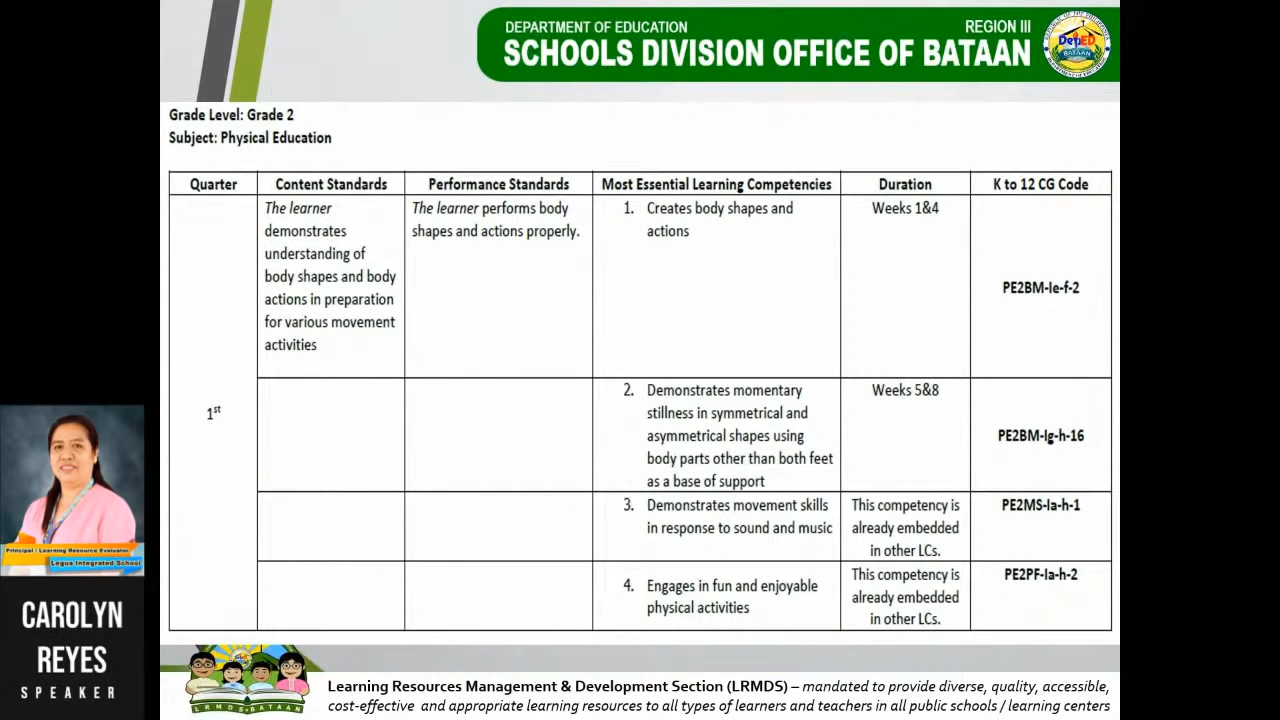 DEPARTMENT OF EDUCATION
REGION III
SCHOOLS DIVISION OFFICE OF BATAAN
DepED
BATAAN
Grade Level: Grade 2
Subject: Physical Education
Quarter
Content Standards
Performance Standards
Most Essential Learning Competencies
Duration
K to 12 CG Code
1st
The learner
demonstrates
understanding of
body shapes and body
actions in preparation
for various movement
activities
The learner performs body
shapes and actions properly.
1. Creates body shapes and
actions
Weeks 1&4
PE2BM-Ie-f-2
2. Demonstrates momentary
stillness in symmetrical and
asymmetrical shapes using
body parts other than both feet
as a base of support
Weeks 5&8
PE2BM-Ig-h-16
3. Demonstrates movement skills
in response to sound and music
This competency is
already embedded
in other LCs.
PE2MS-Ia-h-1
4. Engages in fun and enjoyable
physical activities
This competency is
already embedded
in other LCs.
PE2PF-Ia-h-2
Principal / Learning Resource Evaluator
Legua Integrated School
CAROLYN
REYES
SPEAKER
LRMDS-BATAAN
Learning Resources Management & Development Section (LRMDS) – mandated to provide diverse, quality, accessible,
cost-effective and appropriate learning resources to all types of learners and teachers in all public schools / learning centers